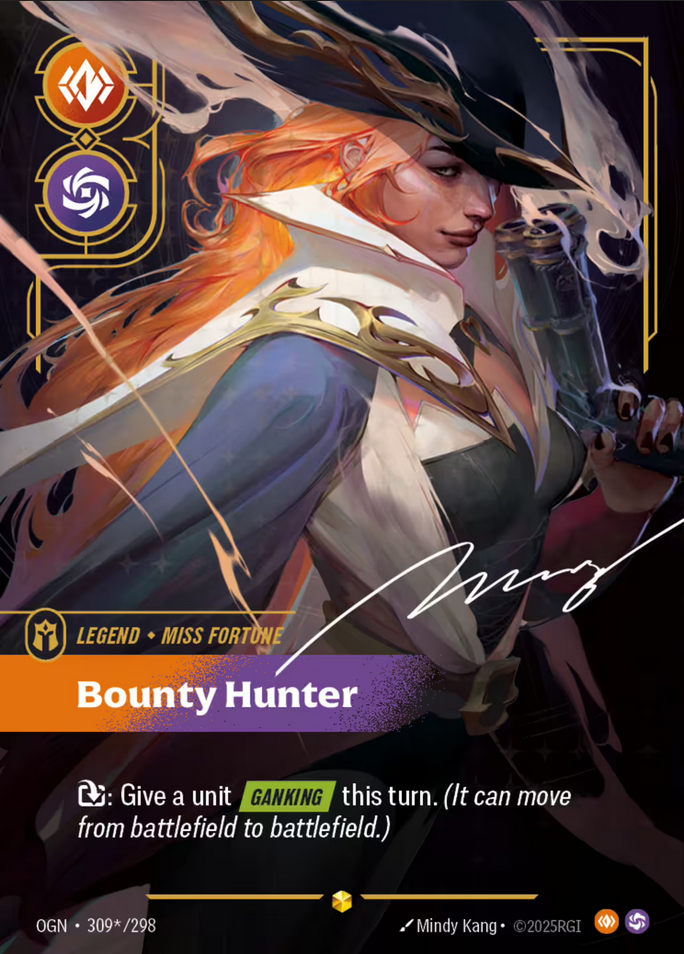 LEGEND • MISS FORTUNE
Bounty Hunter
: Give a unit GANKING this turn. (It can move
from battlefield to battlefield.)
OGN • 309*/298
Mindy Kang • ©2025RGI